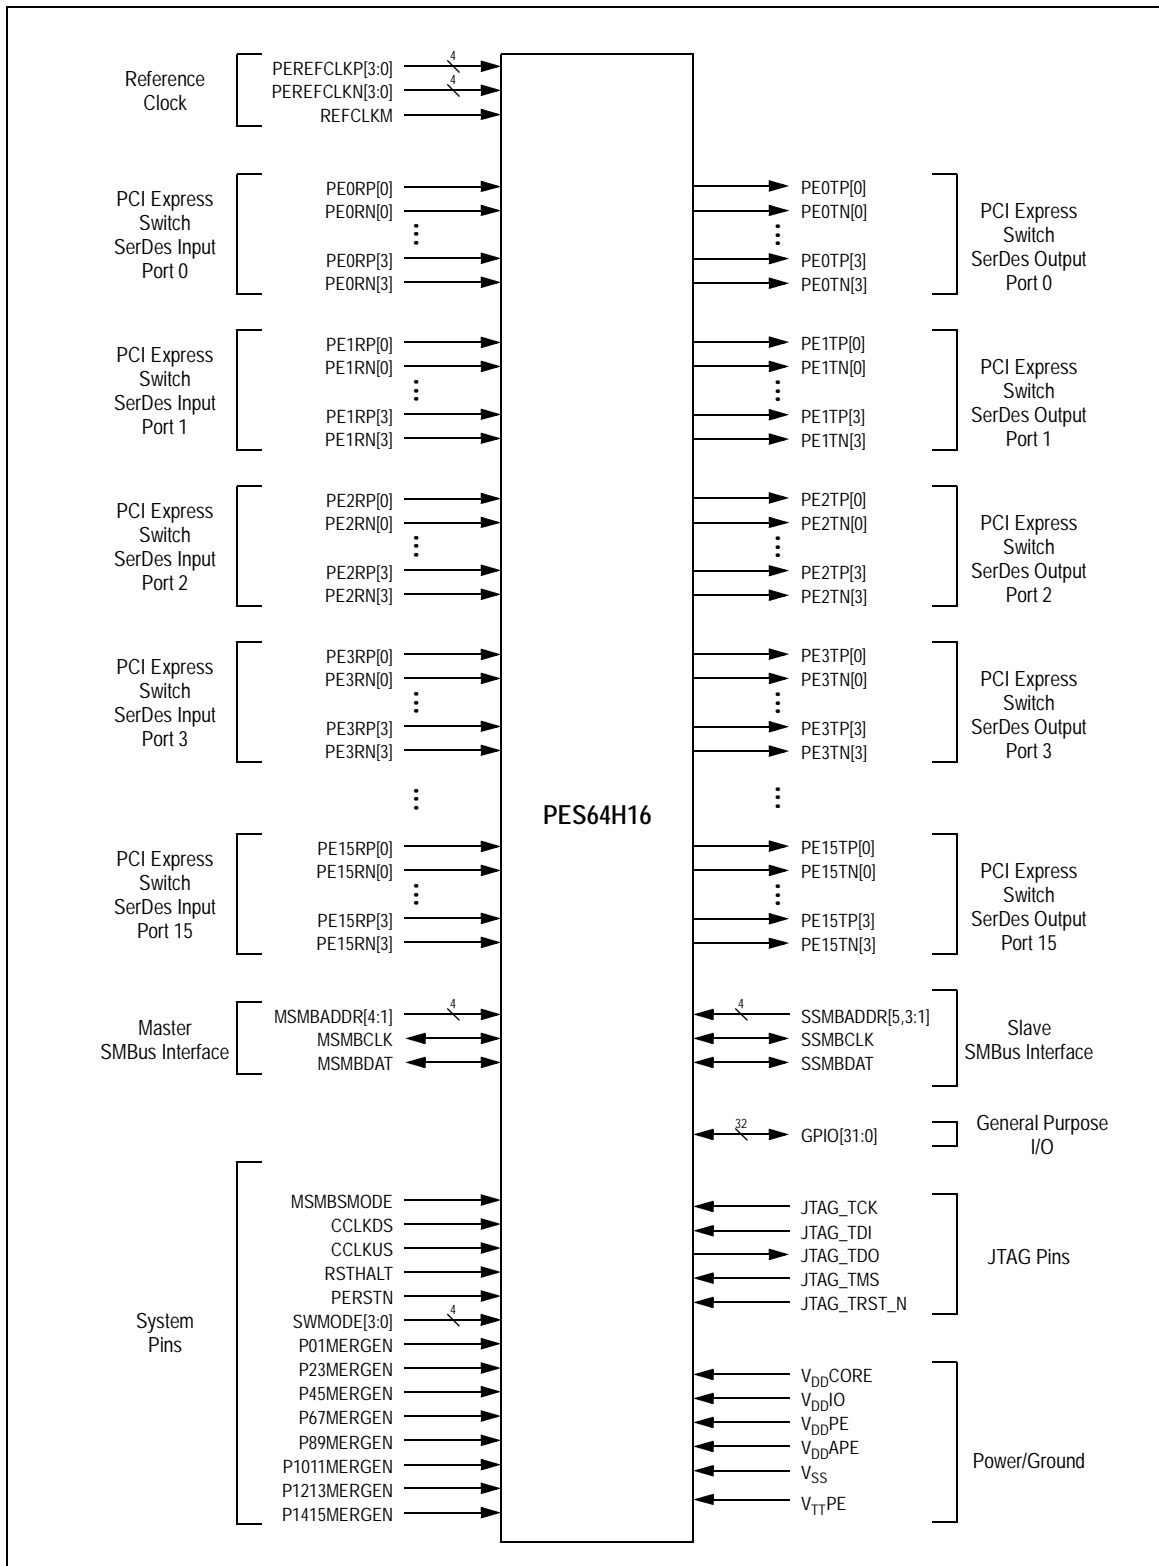 Reference
Clock
PEREFCLKP[3:0]
4
PEREFCLKN[3:0]
4
REFCLKM
PCI Express
Switch
SerDes Input
Port 0
PE0RP[0]
PE0RN[0]
PE0RP[3]
PE0RN[3]
PE0TP[0]
PE0TN[0]
PE0TP[3]
PE0TN[3]
PCI Express
Switch
SerDes Output
Port 0
PCI Express
Switch
SerDes Input
Port 1
PE1RP[0]
PE1RN[0]
PE1RP[3]
PE1RN[3]
PE1TP[0]
PE1TN[0]
PE1TP[3]
PE1TN[3]
PCI Express
Switch
SerDes Output
Port 1
PCI Express
Switch
SerDes Input
Port 2
PE2RP[0]
PE2RN[0]
PE2RP[3]
PE2RN[3]
PE2TP[0]
PE2TN[0]
PE2TP[3]
PE2TN[3]
PCI Express
Switch
SerDes Output
Port 2
PCI Express
Switch
SerDes Input
Port 3
PE3RP[0]
PE3RN[0]
PE3RP[3]
PE3RN[3]
PE3TP[0]
PE3TN[0]
PE3TP[3]
PE3TN[3]
PCI Express
Switch
SerDes Output
Port 3
PES64H16
PCI Express
Switch
SerDes Input
Port 15
PE15RP[0]
PE15RN[0]
PE15RP[3]
PE15RN[3]
PE15TP[0]
PE15TN[0]
PE15TP[3]
PE15TN[3]
PCI Express
Switch
SerDes Output
Port 15
Master
SMBus Interface
MSMBADDR[4:1]
4
MSMBCLK
MSMBDAT
4
SSMBADDR[5,3:1]
SSMBCLK
SSMBDAT
Slave
SMBus Interface
32
GPIO[31:0]
General Purpose
I/O
System
Pins
MSMBSMODE
CCLKDS
CCLKUS
RSTHALT
PERSTN
SWMODE[3:0]
4
P01MERGEN
P23MERGEN
P45MERGEN
P67MERGEN
P89MERGEN
P1011MERGEN
P1213MERGEN
P1415MERGEN
JTAG_TCK
JTAG_TDI
JTAG_TDO
JTAG_TMS
JTAG_TRST_N
JTAG Pins
VDDCORE
VDDIO
VDDPE
VDDAPE
VSS
VTTPE
Power/Ground